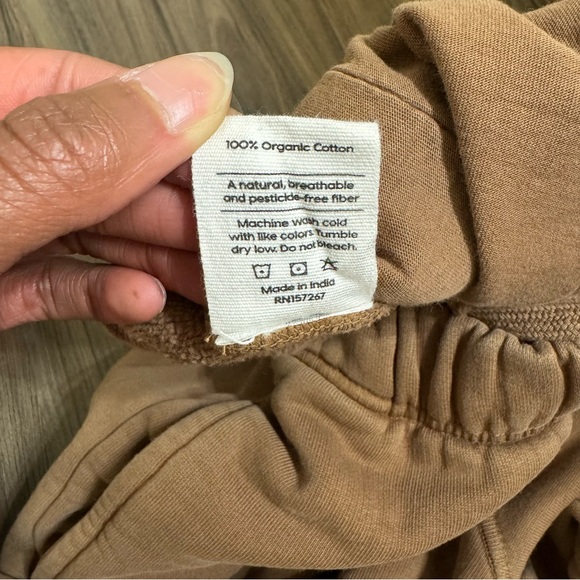 100% Organic Cotton
A natural, breathable
and pesticide-free fiber
Machine wash cold
with like colors. Tumble
dry low. Do not bleach.
Made in India
RN157267